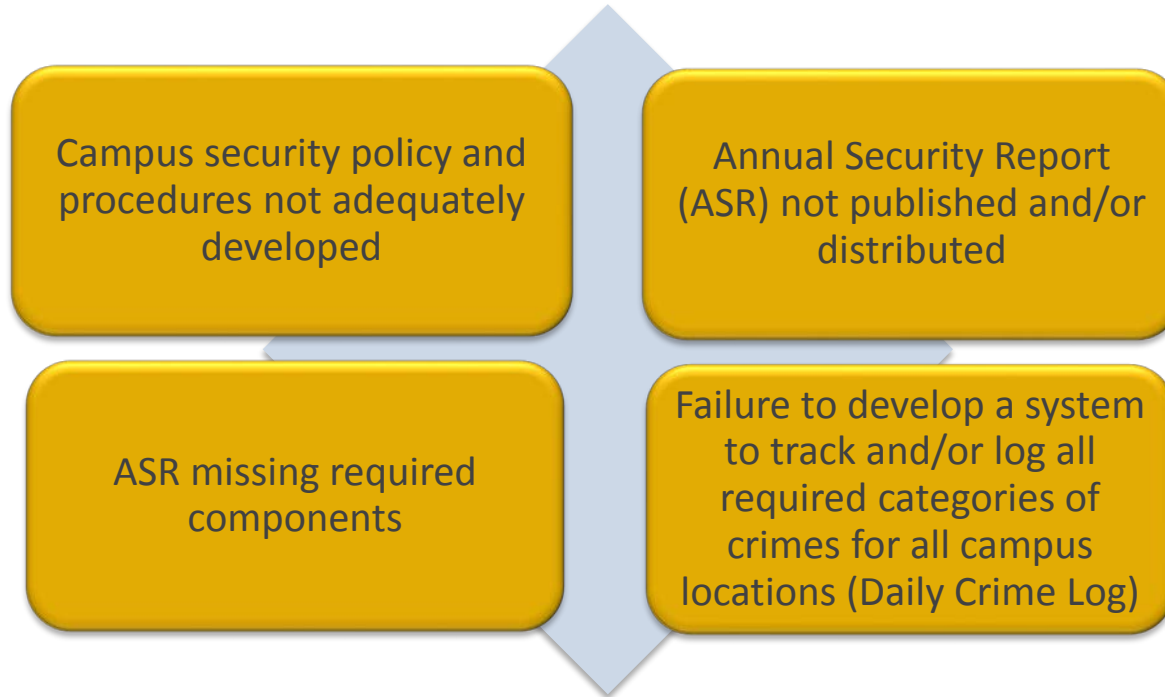 Campus security policy and
procedures not adequately
developed
Annual Security Report
(ASR) not published and/or
distributed
ASR missing required
components
Failure to develop a system
to track and/or log all
required categories of
crimes for all campus
locations (Daily Crime Log)